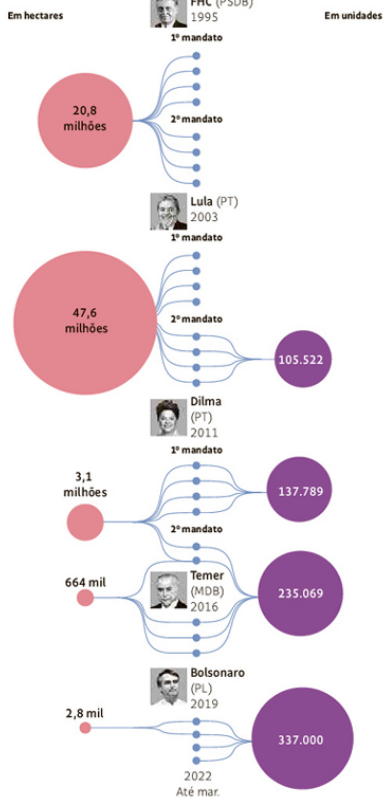 FHC (PSDB)
Em hectares
1995
Em unidades
1º mandato
20,8
milhões
2º mandato
Lula (PT)
2003
1º mandato
47,6
milhões
2º mandato
105.522
Dilma
(PT)
2011
1º mandato
3,1
milhões
137.789
2º mandato
664 mil
Temer
(MDB)
2016
235.069
Bolsonaro
(PL)
2019
2,8 mil
337.000
2022
Até mar.